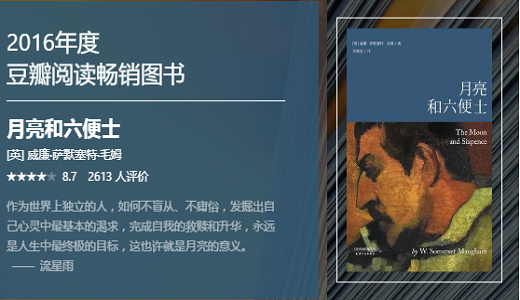 2016年度
豆瓣阅读畅销图书
月亮和六便士
[英] 威廉·萨默塞特·毛姆
8.7 2613 人评价
作为世界上独立的人，如何不盲从、不庸俗，发掘出自
己心灵中最基本的渴求，完成自我的救赎和升华，永远
是人生中最终极的目标，这也许就是月亮的意义。
—— 流星雨
月亮
和六便士
The Moon
and Sixpence
by W. Somerset Maugham